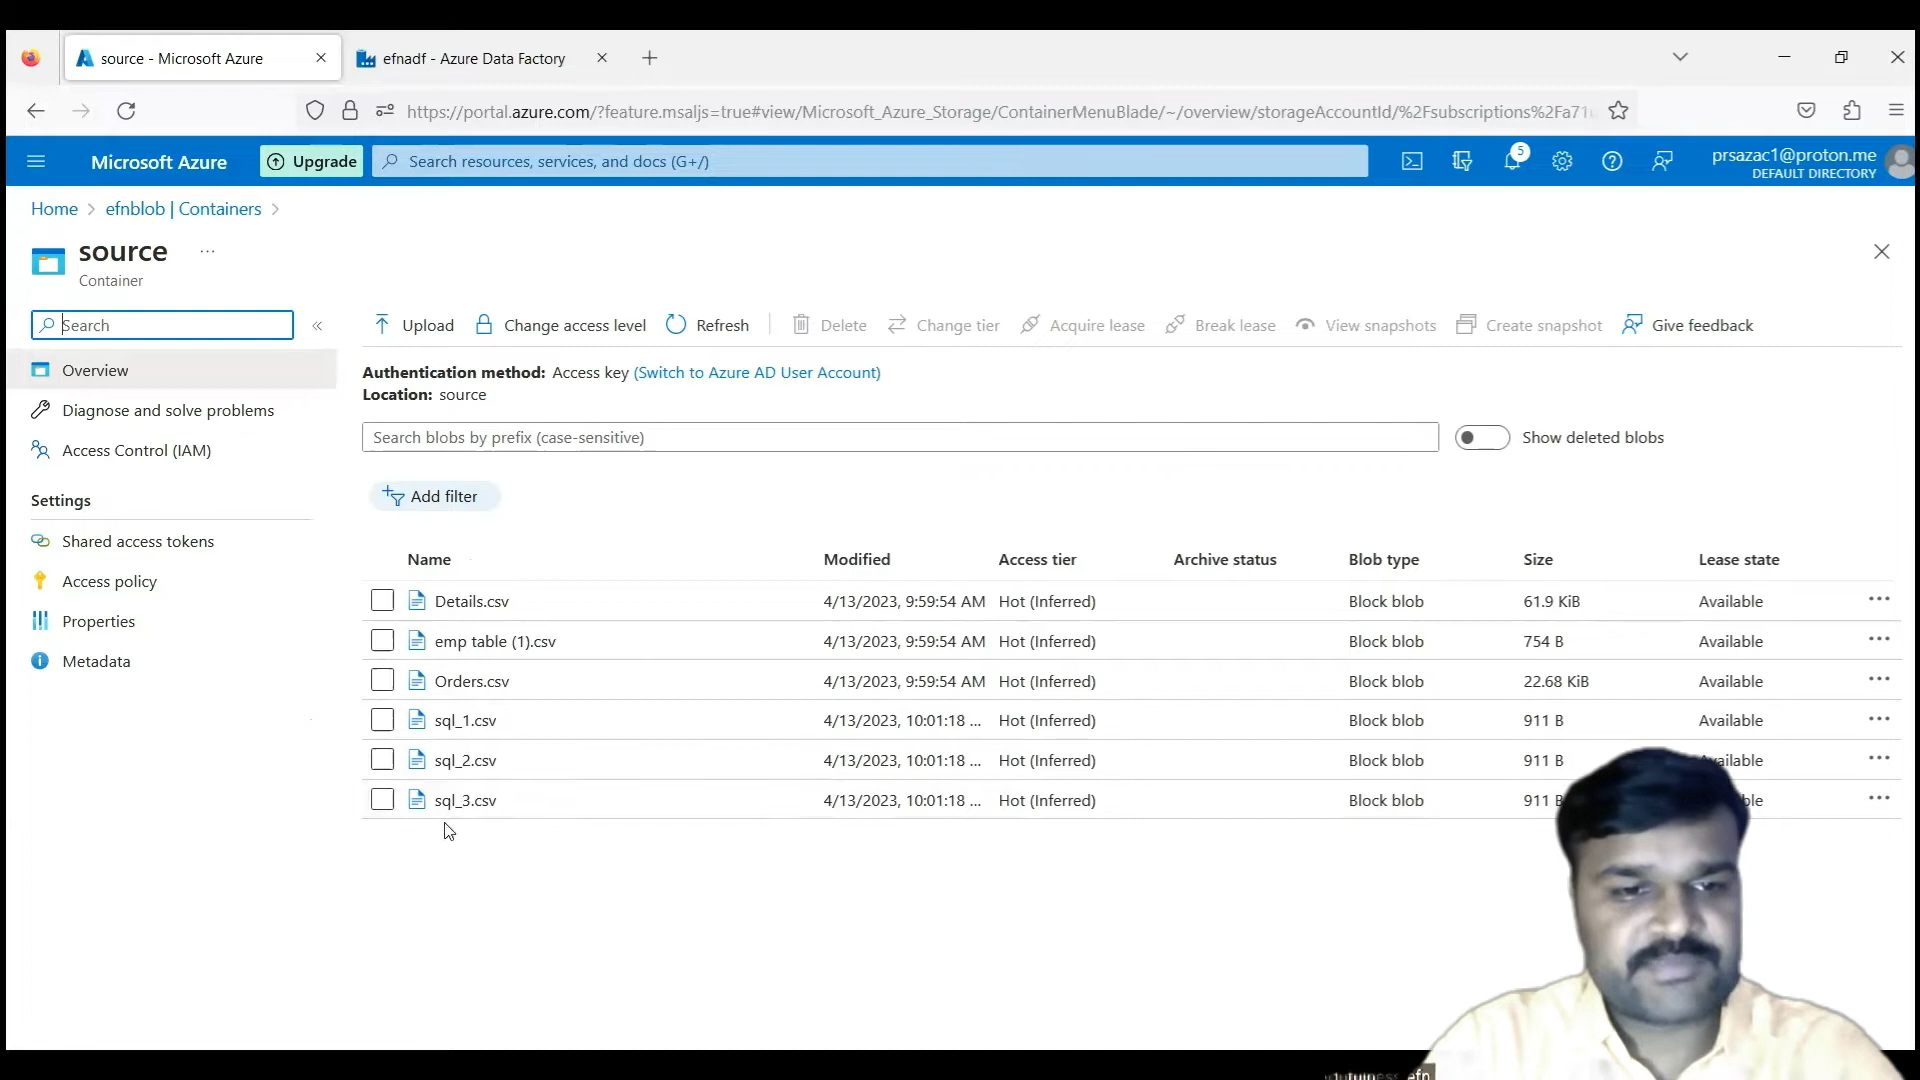 source - Microsoft Azure
efnadf - Azure Data Factory
https://portal.azure.com/?feature.msaljs=true#view/Microsoft_Azure_Storage/ContainerMenuBlade/~/overview/storageAccountId/%2Fsubscriptions%2Fa71
Microsoft Azure
Upgrade
Search resources, services, and docs (G+/)
5
prsazac1@proton.me
DEFAULT DIRECTORY
Home > efnblob | Containers >
source ...
Container
Search «
Upload Change access level Refresh Delete Change tier Acquire lease Break lease View snapshots Create snapshot Give feedback
Overview
Diagnose and solve problems
Access Control (IAM)
Settings
Shared access tokens
Access policy
Properties
Metadata
Authentication method: Access key (Switch to Azure AD User Account)
Location: source
Search blobs by prefix (case-sensitive)
Show deleted blobs
Add filter
Name Modified Access tier Archive status Blob type Size Lease state
Details.csv 4/13/2023, 9:59:54 AM Hot (Inferred) Block blob 61.9 KiB Available ...
emp table (1).csv 4/13/2023, 9:59:54 AM Hot (Inferred) Block blob 754 B Available ...
Orders.csv 4/13/2023, 9:59:54 AM Hot (Inferred) Block blob 22.68 KiB Available ...
sql_1.csv 4/13/2023, 10:01:18 ... Hot (Inferred) Block blob 911 B Available ...
sql_2.csv 4/13/2023, 10:01:18 ... Hot (Inferred) Block blob 911 B ...
sql_3.csv 4/13/2023, 10:01:18 ... Hot (Inferred) Block blob 911 ...